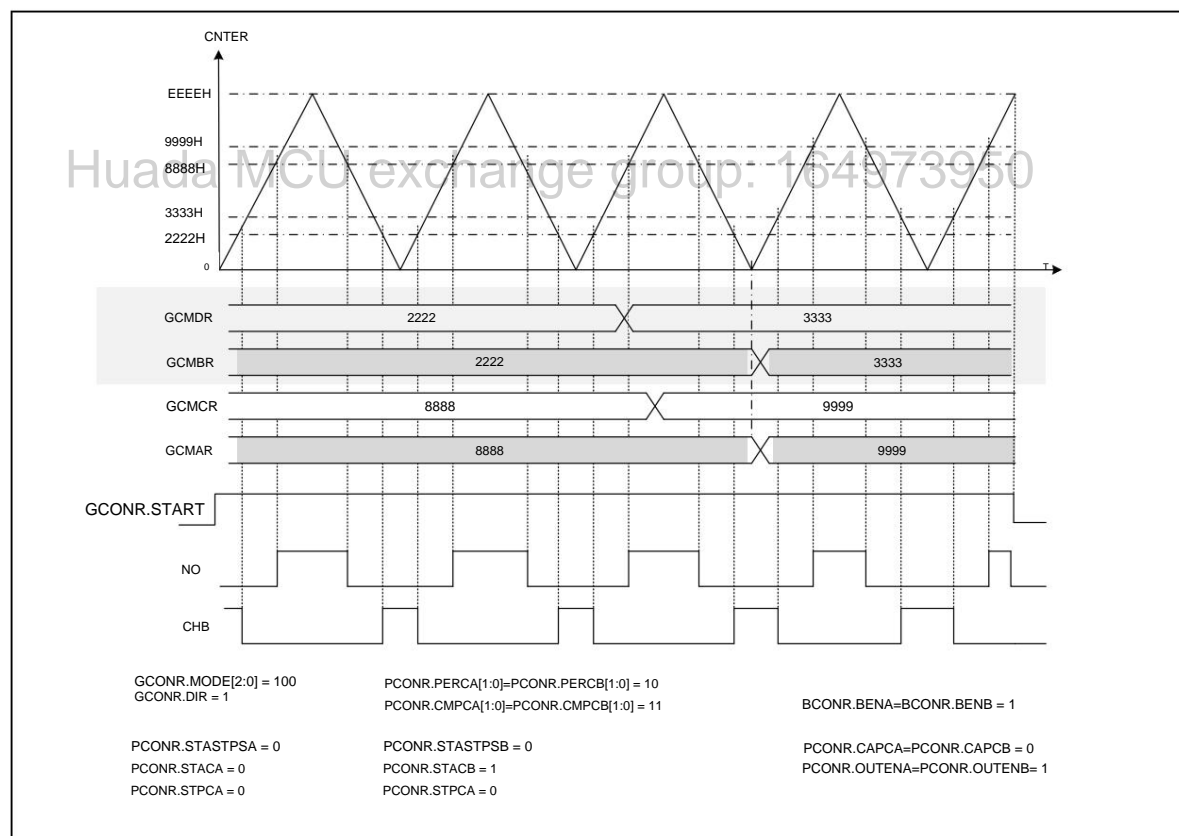 CNTER
EEEEH
9999H
Huada MCU exchange group: 164973950
8888H
3333H
2222H
0
T
GCMDR 2222 3333
GCMBR 2222 3333
GCMCR 8888 9999
GCMAR 8888 9999
GCONR.START
NO
CHB
GCONR.MODE[2:0] = 100
GCONR.DIR = 1
PCONR.PERCA[1:0]=PCONR.PERCB[1:0] = 10
PCONR.CMPCA[1:0]=PCONR.CMPCB[1:0] = 11
BCONR.BENA=BCONR.BENB = 1
PCONR.STASTPSA = 0
PCONR.STACA = 0
PCONR.STPCA = 0
PCONR.STASTPSB = 0
PCONR.STACB = 1
PCONR.STPCA = 0
PCONR.CAPCA=PCONR.CAPCB = 0
PCONR.OUTENA=PCONR.OUTENB= 1